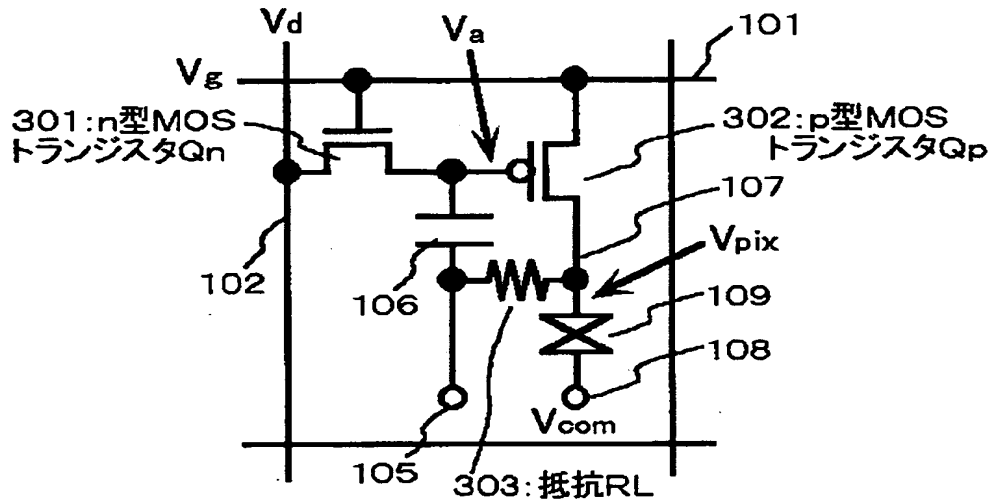 Vd
Va
101
Vg
301:n型MOS
トランジスタQn
302:p型MOS
トランジスタQp
107
Vpix
102
106
109
108
Vcom
105
303:抵抗RL